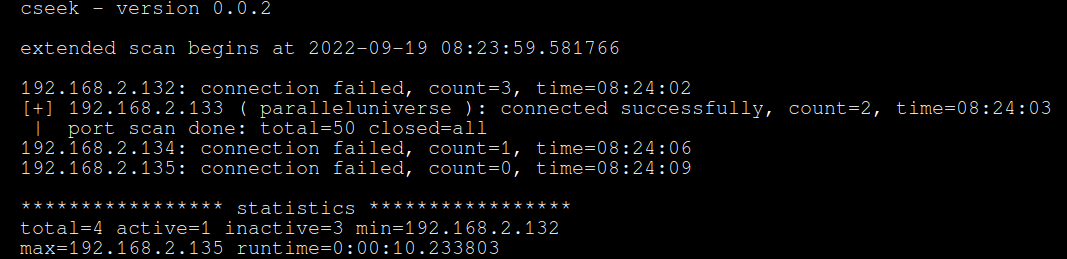 cseek - version 0.0.2
extended scan begins at 2022-09-19 08:23:59.581766
192.168.2.132: connection failed, count=3, time=08:24:02
[+] 192.168.2.133 ( paralleluniverse ): connected successfully, count=2, time=08:24:03
| port scan done: total=50 closed=all
192.168.2.134: connection failed, count=1, time=08:24:06
192.168.2.135: connection failed, count=0, time=08:24:09
***************** statistics *****************
total=4 active=1 inactive=3 min=192.168.2.132
max=192.168.2.135 runtime=0:00:10.233803